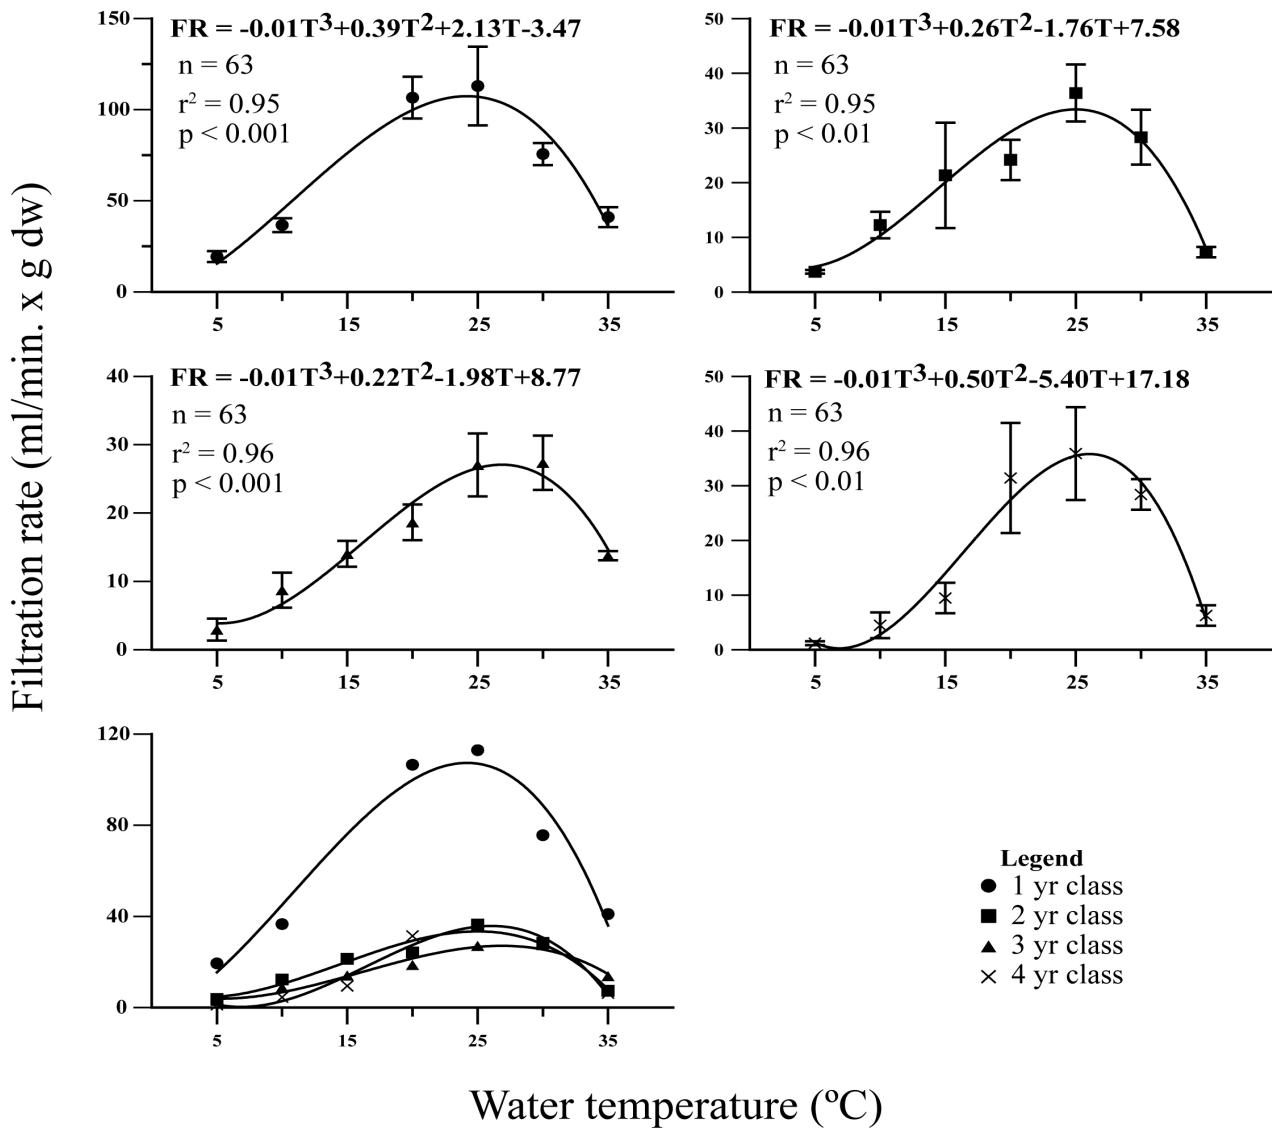 FR = -0.01T³+0.39T²+2.13T-3.47
n = 63
r² = 0.95
p < 0.001
150
100
50
0
5 15 25 35
FR = -0.01T³+0.26T²-1.76T+7.58
n = 63
r² = 0.95
p < 0.01
50
40
30
20
10
0
5 15 25 35
FR = -0.01T³+0.22T²-1.98T+8.77
n = 63
r² = 0.96
p < 0.001
40
30
20
10
0
5 15 25 35
FR = -0.01T³+0.50T²-5.40T+17.18
n = 63
r² = 0.96
p < 0.01
50
40
30
20
10
0
5 15 25 35
120
80
40
0
5 15 25 35
Legend
1 yr class
2 yr class
3 yr class
4 yr class
Filtration rate (ml/min. x g dw)
Water temperature (ºC)